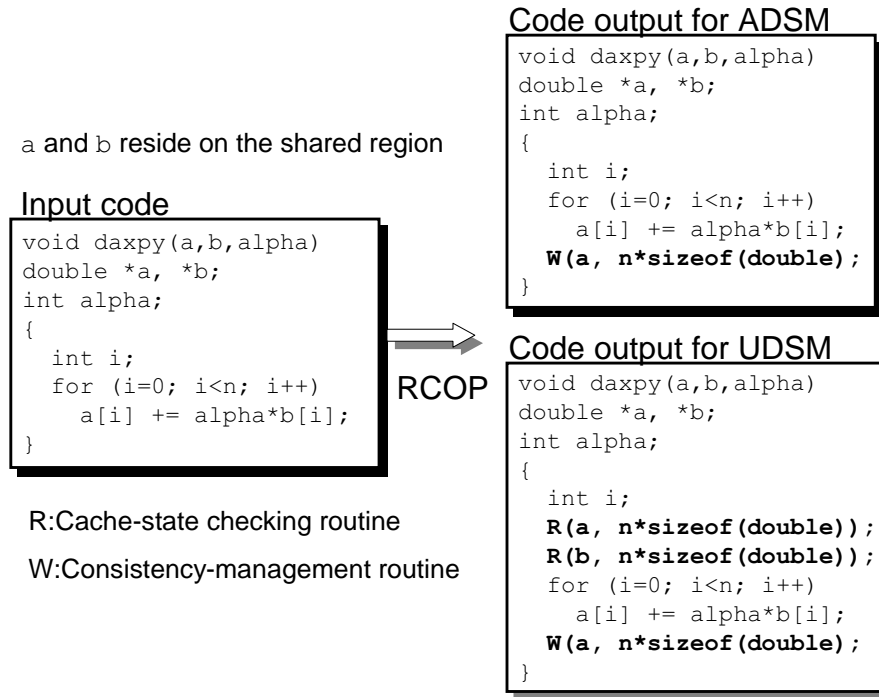 a and b reside on the shared region
Input code
void daxpy(a,b,alpha)
double *a, *b;
int alpha;
{
  int i;
  for (i=0; i<n; i++)
    a[i] += alpha*b[i];
}
R:Cache-state checking routine
W:Consistency-management routine
RCOP
Code output for ADSM
void daxpy(a,b,alpha)
double *a, *b;
int alpha;
{
  int i;
  for (i=0; i<n; i++)
    a[i] += alpha*b[i];
  W(a, n*sizeof(double);
}
Code output for UDSM
void daxpy(a,b,alpha)
double *a, *b;
int alpha;
{
  int i;
  R(a, n*sizeof(double));
  R(b, n*sizeof(double));
  for (i=0; i<n; i++)
    a[i] += alpha*b[i];
  W(a, n*sizeof(double);
}